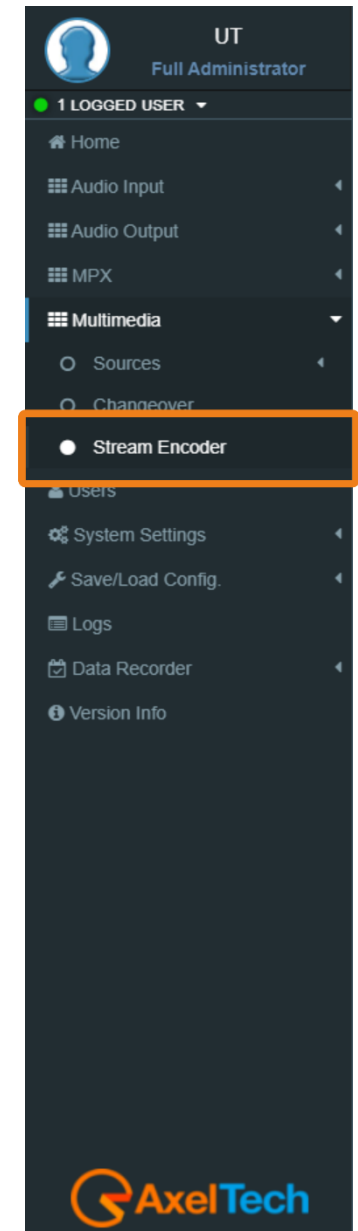 UT
Full Administrator
1 LOGGED USER
Home
Audio Input
Audio Output
MPX
Multimedia
Sources
Changeover
Stream Encoder
Users
System Settings
Save/Load Config.
Logs
Data Recorder
Version Info
AxelTech